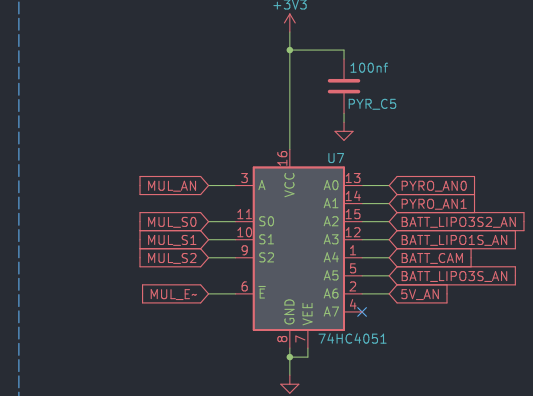 +3V3
100nf
PYR_C5
16
U7
VCC
MUL_AN 3 A A0 13 PYRO_AN0
A1 14 PYRO_AN1
MUL_S0 11 S0 A2 15 BATT_LIPO3S2_AN
MUL_S1 10 S1 A3 12 BATT_LIPO1S_AN
MUL_S2 9 S2 A4 1 BATT_CAM
A5 5 BATT_LIPO3S_AN
MUL_E~ 6 E A6 2 5V_AN
A7 4
GND VEE
8 7 74HC4051